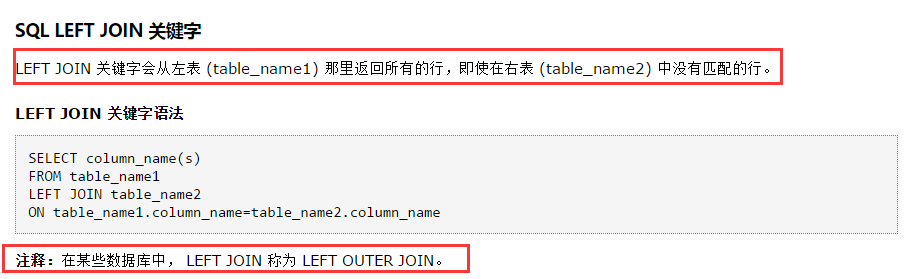 SQL LEFT JOIN 关键字
LEFT JOIN 关键字会从左表 (table_name1) 那里返回所有的行，即使在右表 (table_name2) 中没有匹配的行。
LEFT JOIN 关键字语法
SELECT column_name(s)
FROM table_name1
LEFT JOIN table_name2
ON table_name1.column_name=table_name2.column_name
注释：在某些数据库中， LEFT JOIN 称为 LEFT OUTER JOIN。